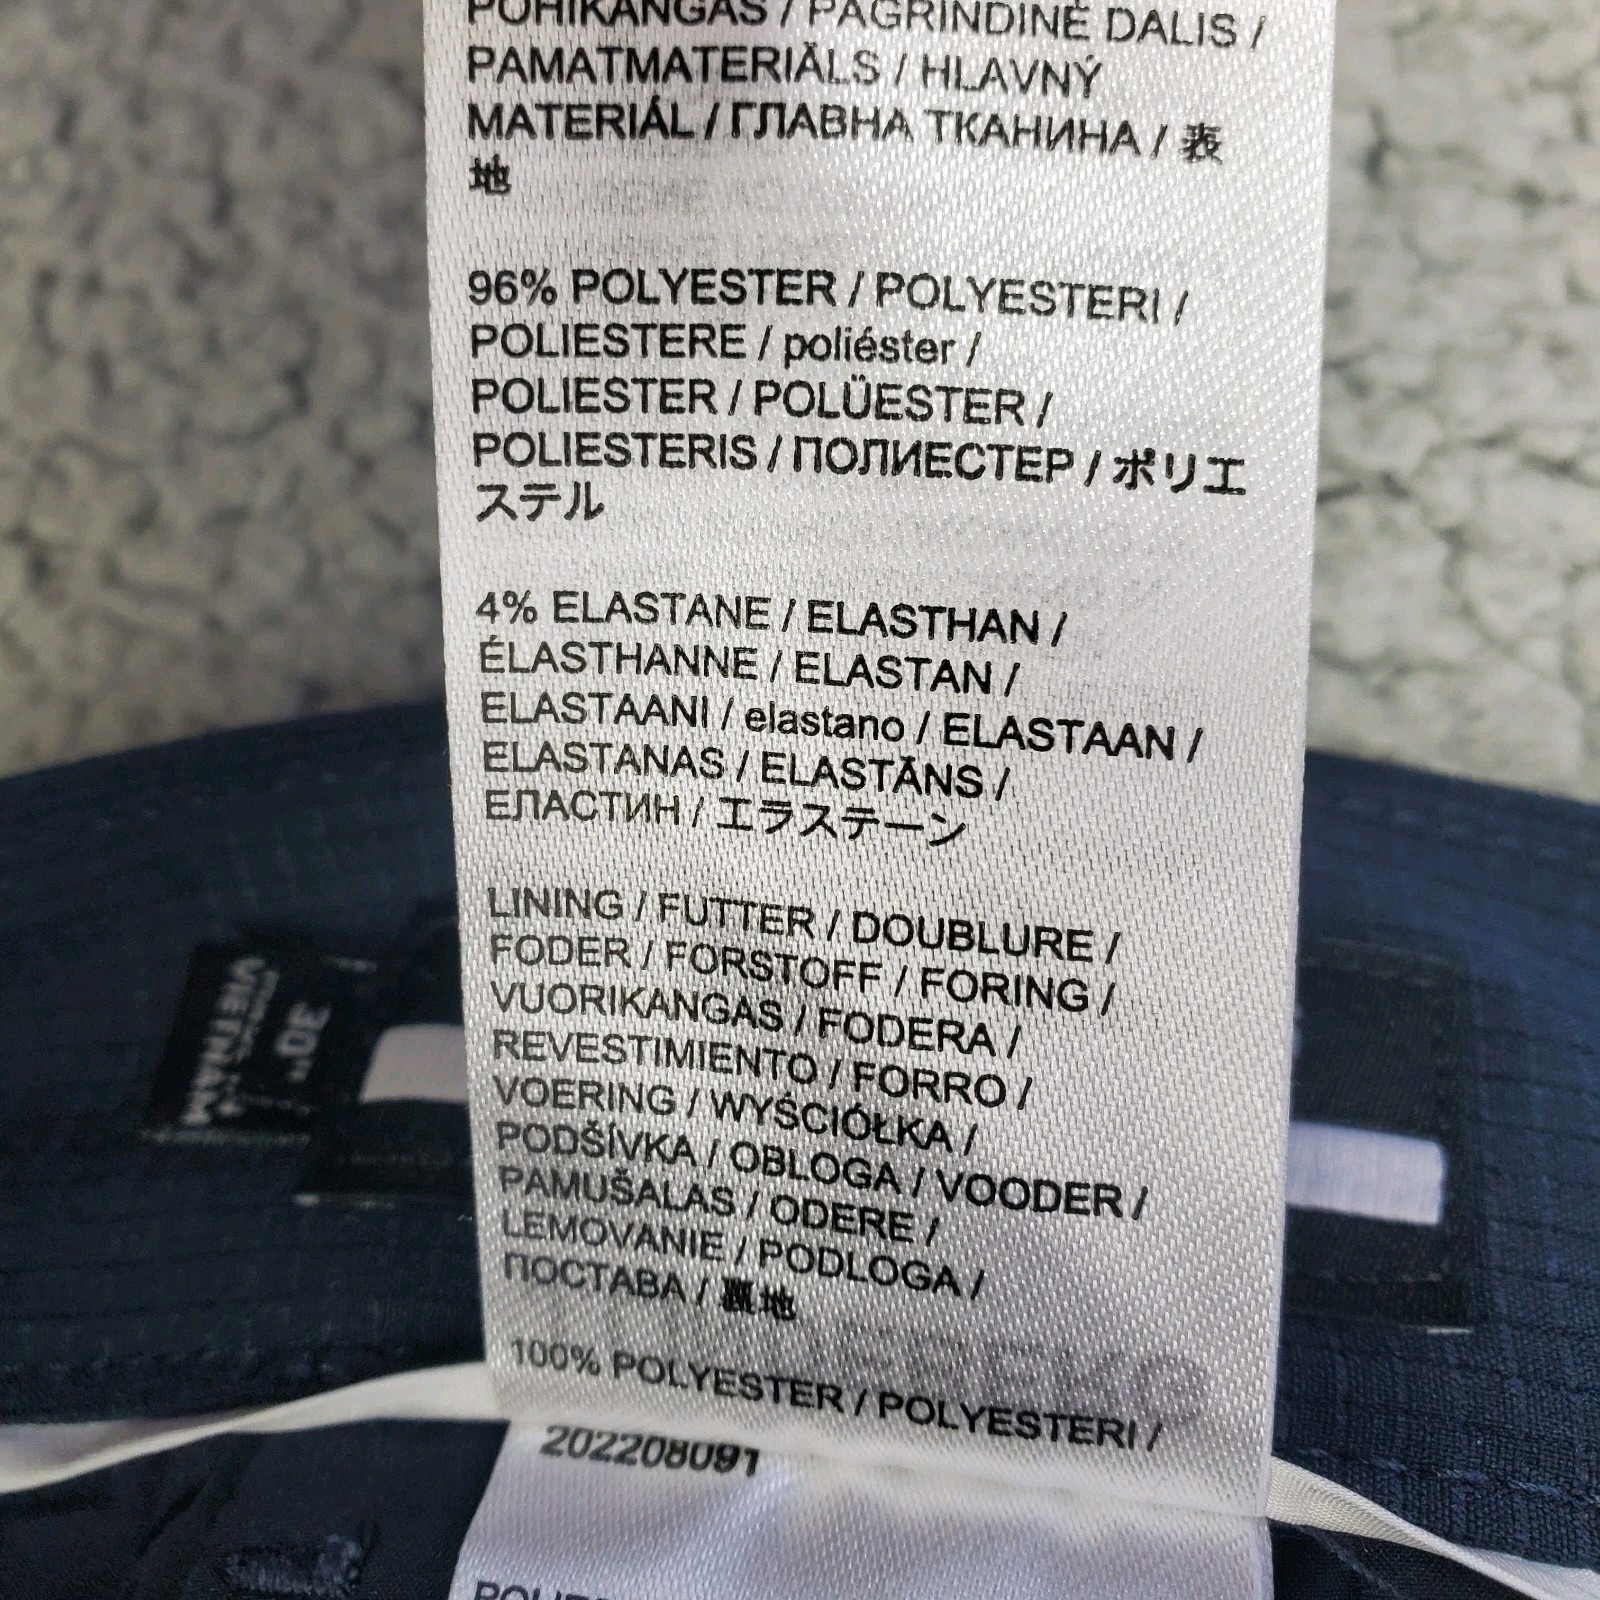 POHIKANGAS / PAGRINDINĖ DALIS /
PAMATMATERIĀLS / HLAVNÝ
MATERIÁL / ГЛАВНА ТКАНИНА / 表
地
96% POLYESTER / POLYESTERI /
POLIESTERE / poliéster /
POLIESTER / POLÜESTER /
POLIESTERIS / ПОЛИЕСТЕР / ポリエ
ステル
4% ELASTANE / ELASTHAN /
ÉLASTHANNE / ELASTAN /
ELASTAANI / elastano / ELASTAAN /
ELASTANAS / ELASTĀNS /
ЕЛАСТИН / エラステーン
LINING / FUTTER / DOUBLURE /
FODER / FORSTOFF / FORING /
VUORIKANGAS / FODERA /
REVESTIMIENTO / FORRO /
VOERING / WYŚCIÓŁKA /
PODŠÍVKA / OBLOGA / VOODER /
PAMUŠALAS / ODERE /
LEMOVANIE / PODLOGA /
ПОСТАВА / 裏地
100% POLYESTER / POLYESTERI /
202208091
VIETNAM
30"